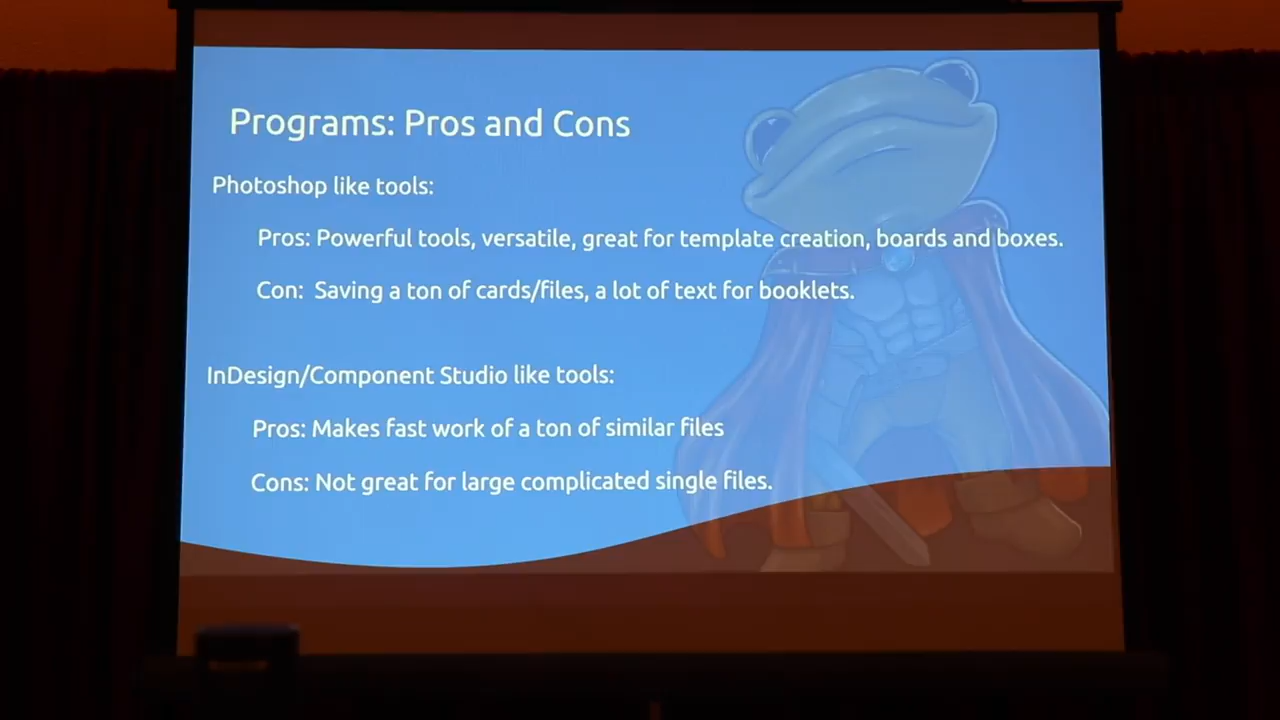 Programs: Pros and Cons
Photoshop like tools:
Pros: Powerful tools, versatile, great for template creation, boards and boxes.
Con: Saving a ton of cards/files, a lot of text for booklets.
InDesign/Component Studio like tools:
Pros: Makes fast work of a ton of similar files
Cons: Not great for large complicated single files.